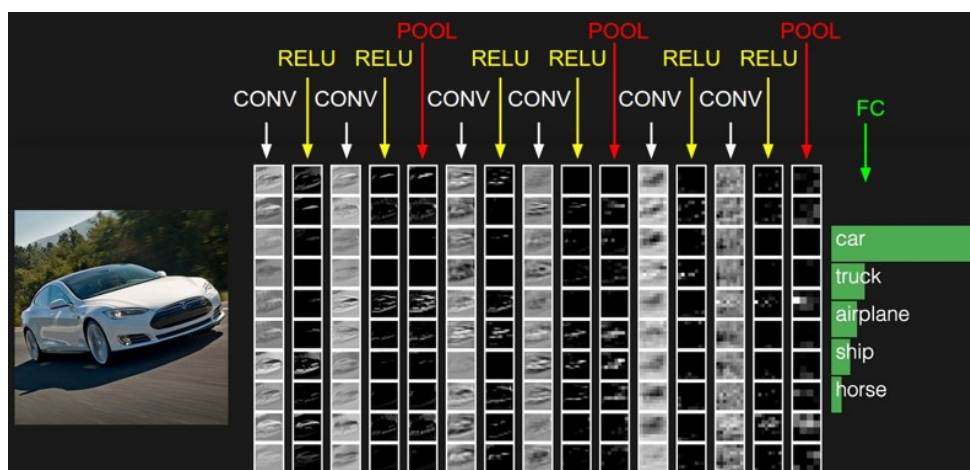 POOL POOL POOL
RELU RELU RELU RELU RELU RELU
CONV CONV CONV CONV CONV CONV
FC
car
truck
airplane
ship
horse